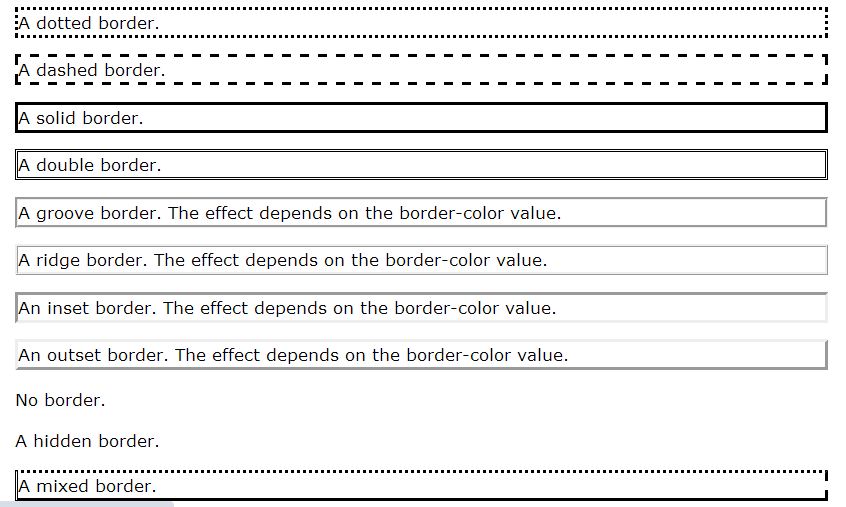 A dotted border.
A dashed border.
A solid border.
A double border.
A groove border. The effect depends on the border-color value.
A ridge border. The effect depends on the border-color value.
An inset border. The effect depends on the border-color value.
An outset border. The effect depends on the border-color value.
No border.
A hidden border.
A mixed border.